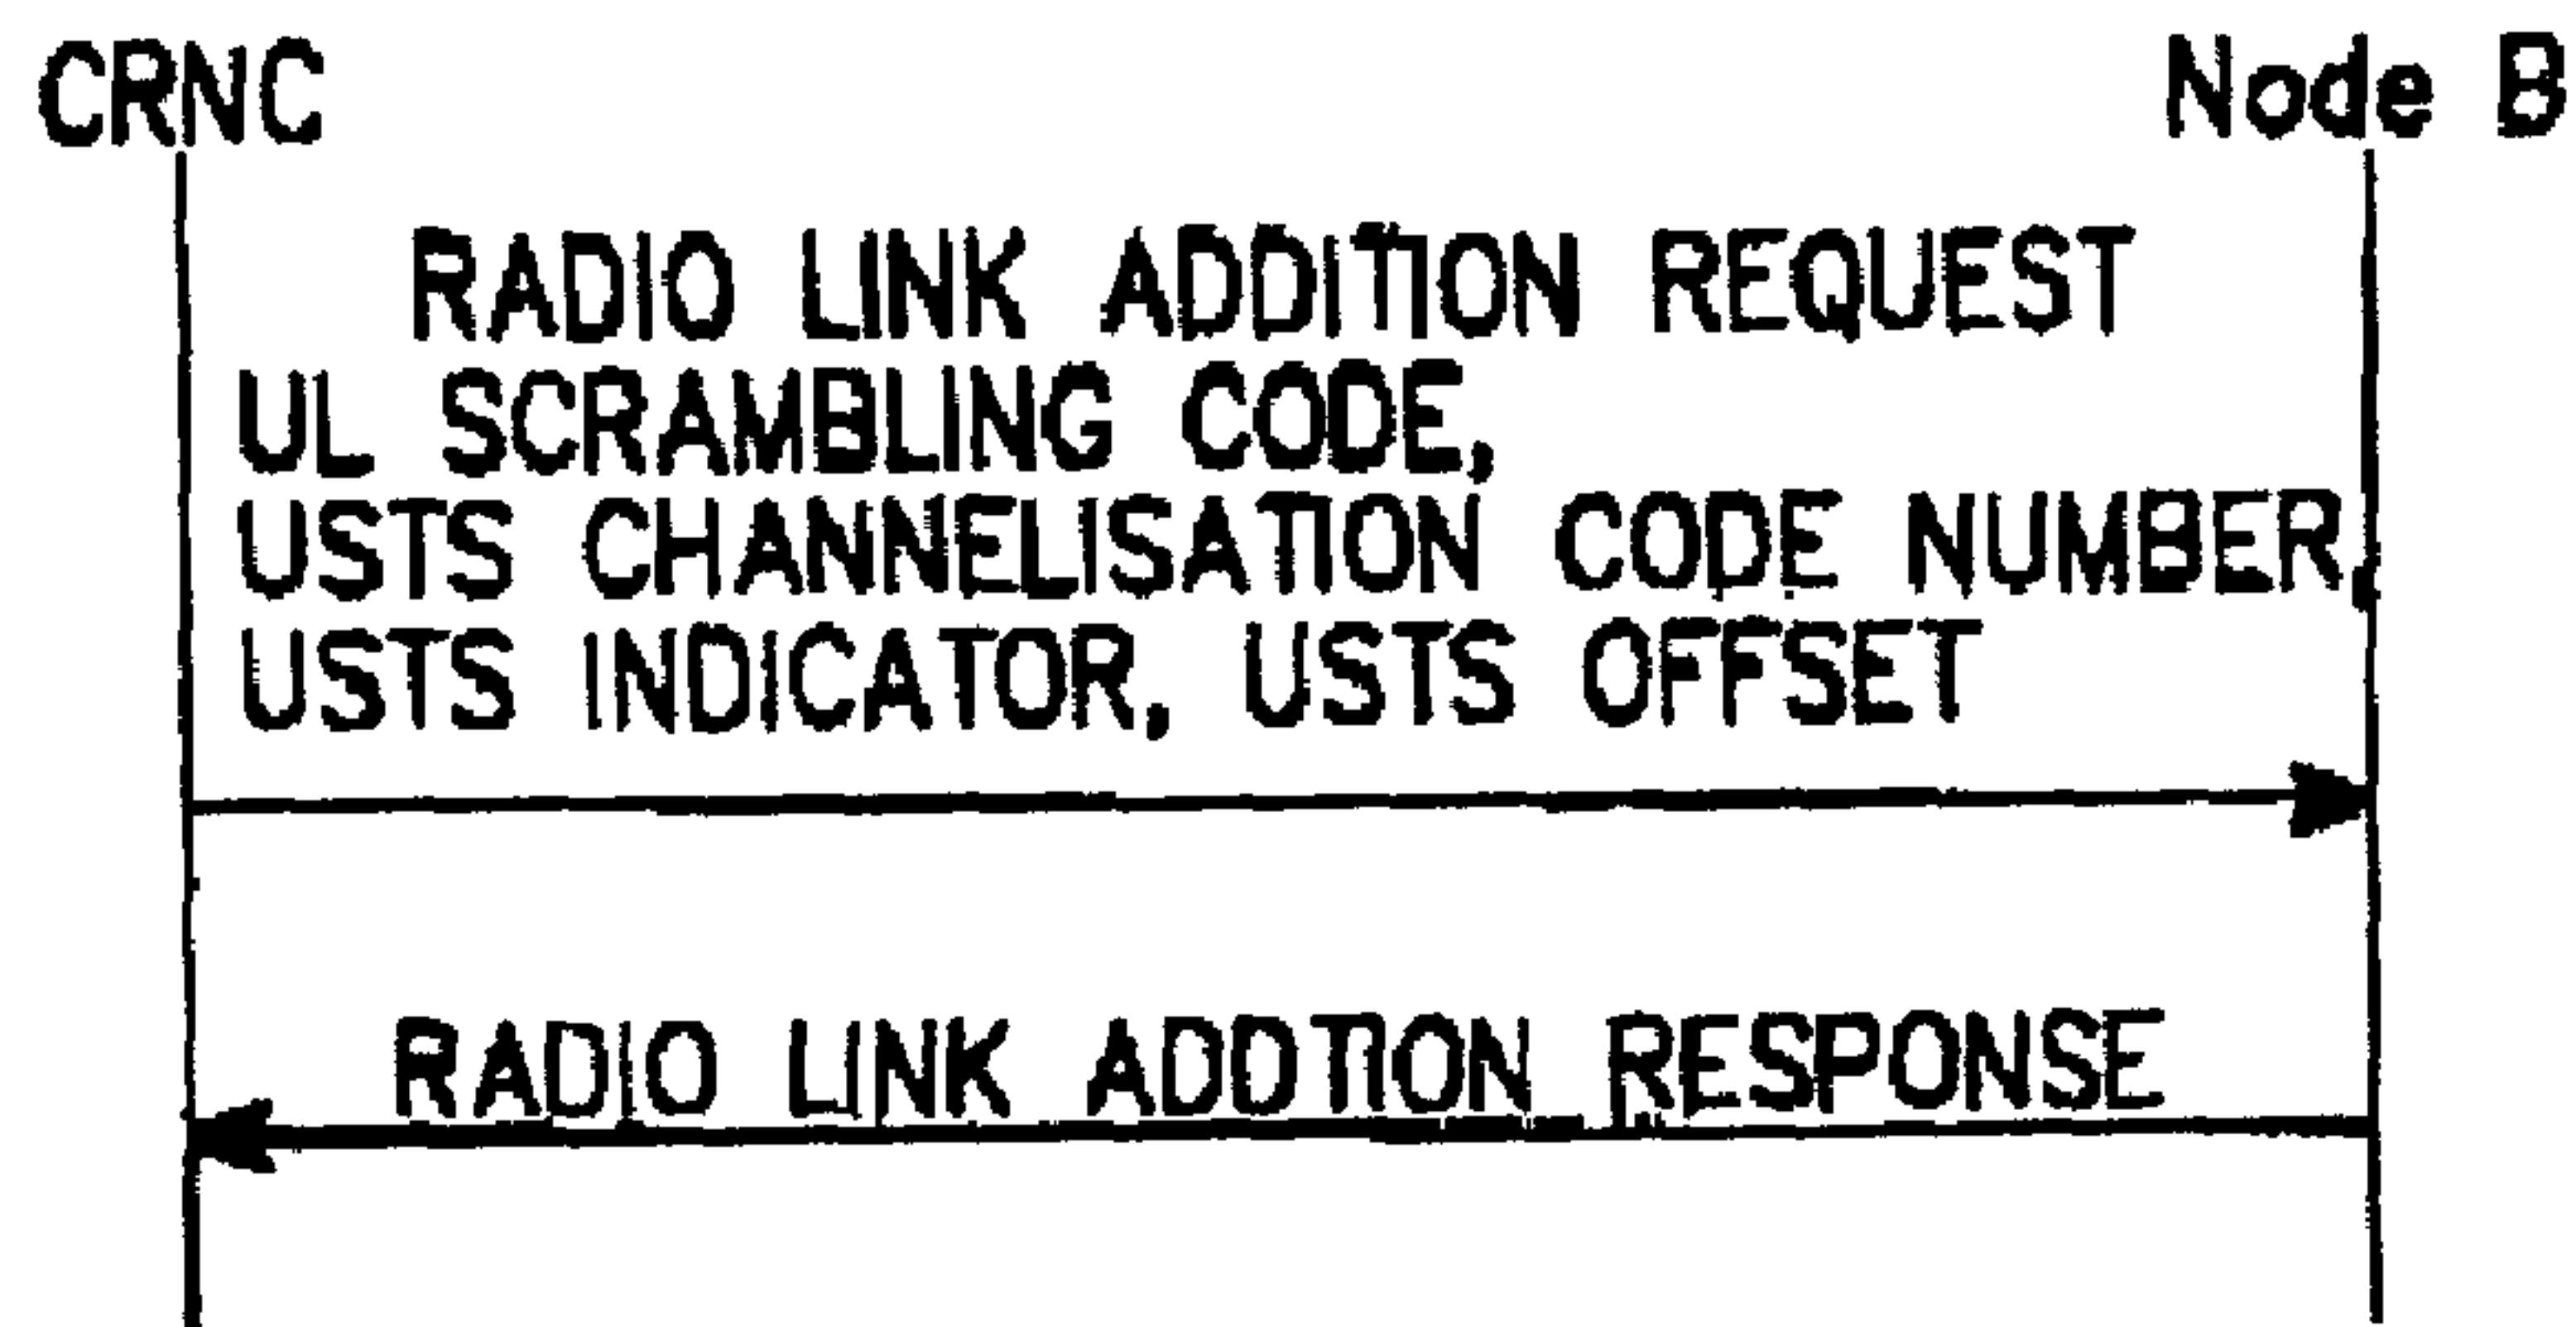 CRNC Node B
RADIO LINK ADDITION REQUEST
UL SCRAMBLING CODE,
USTS CHANNELISATION CODE NUMBER,
USTS INDICATOR, USTS OFFSET
RADIO LINK ADDTION RESPONSE